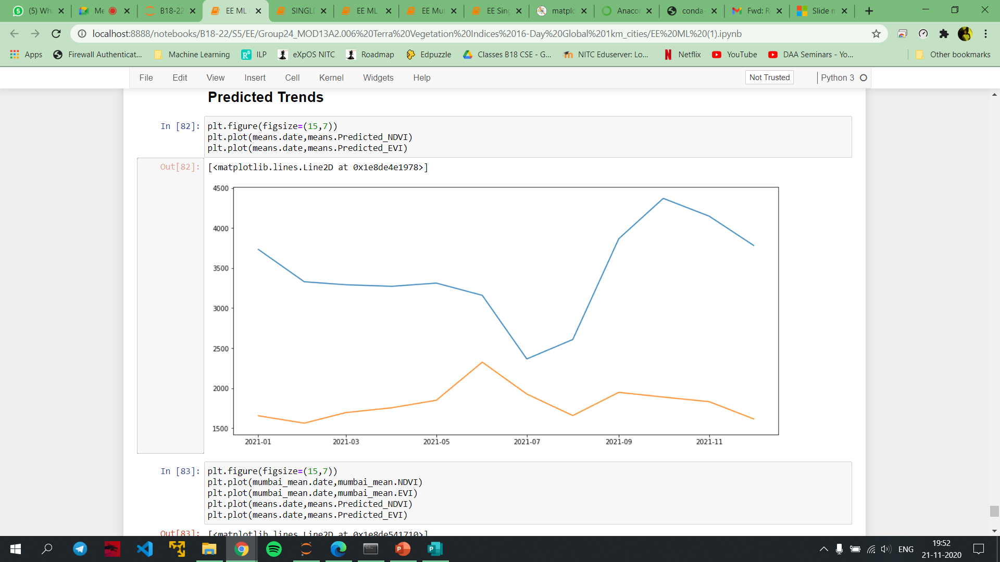 (5) Wha
Me
B18-22
EE ML (
SINGLE
EE ML
EE Mul
EE Sing
matplo
Anacon
conda-
Fwd: Re
Slide m
localhost:8888/notebooks/B18-22/S5/EE/Group24_MOD13A2.006%20Terra%20Vegetation%20Indices%2016-Day%20Global%201km_cities/EE%20ML%20(1).ipynb
Apps
Firewall Authenticat...
Machine Learning
ILP
eXpOS NITC
Roadmap
Edpuzzle
Classes B18 CSE - G...
NITC Eduserver: Lo...
Netflix
YouTube
DAA Seminars - Yo...
Other bookmarks
File Edit View Insert Cell Kernel Widgets Help
Not Trusted
Python 3
Predicted Trends
In [82]:
plt.figure(figsize=(15,7))
plt.plot(means.date,means.Predicted_NDVI)
plt.plot(means.date,means.Predicted_EVI)
Out[82]:
[<matplotlib.lines.Line2D at 0x1e8de4e1978>]
4500
4000
3500
3000
2500
2000
1500
2021-01 2021-03 2021-05 2021-07 2021-09 2021-11
In [83]:
plt.figure(figsize=(15,7))
plt.plot(mumbai_mean.date,mumbai_mean.NDVI)
plt.plot(mumbai_mean.date,mumbai_mean.EVI)
plt.plot(means.date,means.Predicted_NDVI)
plt.plot(means.date,means.Predicted_EVI)
Out[83]:
[<matplotlib.lines.Line2D at 0x1e8de541710>]
ENG
19:52
21-11-2020